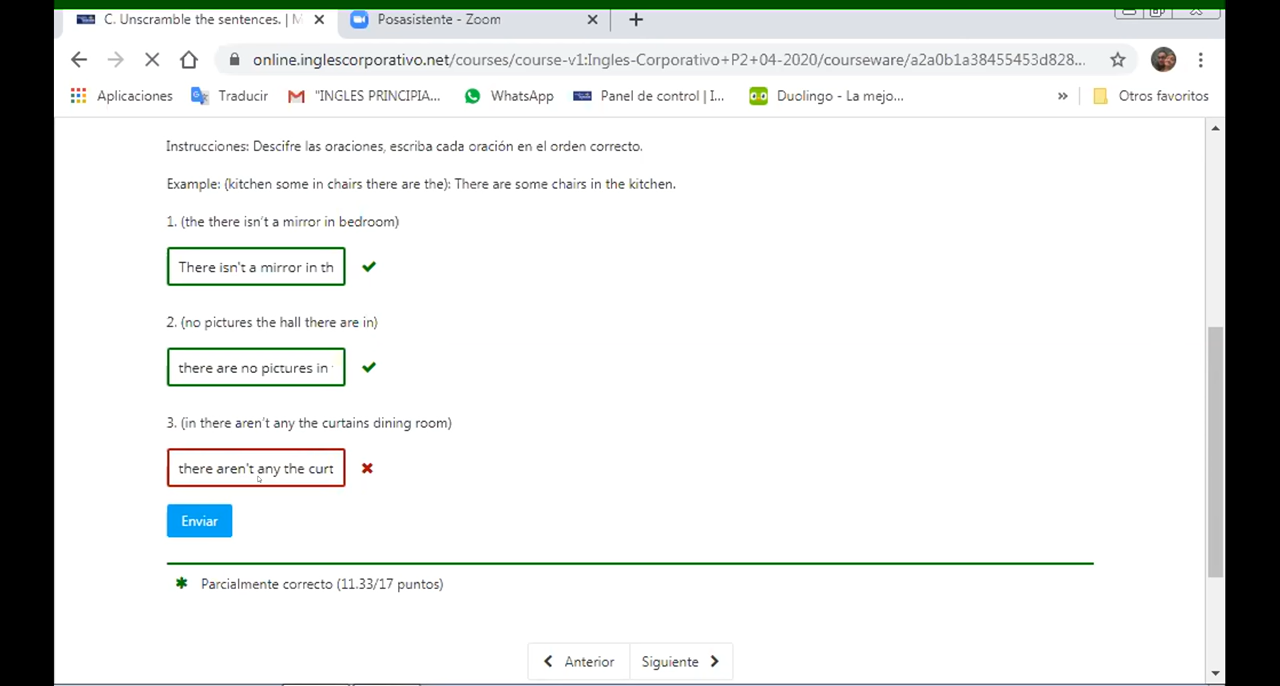 C. Unscramble the sentences. | M
Posasistente - Zoom
online.inglescorporativo.net/courses/course-v1:Ingles-Corporativo+P2+04-2020/courseware/a2a0b1a38455453d828...
Aplicaciones
Traducir
"INGLES PRINCIPIA...
WhatsApp
Panel de control | I...
Duolingo - La mejo...
»
Otros favoritos
Instrucciones: Descifre las oraciones, escriba cada oración en el orden correcto.
Example: (kitchen some in chairs there are the): There are some chairs in the kitchen.
1. (the there isn't a mirror in bedroom)
There isn't a mirror in th
2. (no pictures the hall there are in)
there are no pictures in
3. (in there aren't any the curtains dining room)
there aren't any the curt
Enviar
Parcialmente correcto (11.33/17 puntos)
Anterior
Siguiente